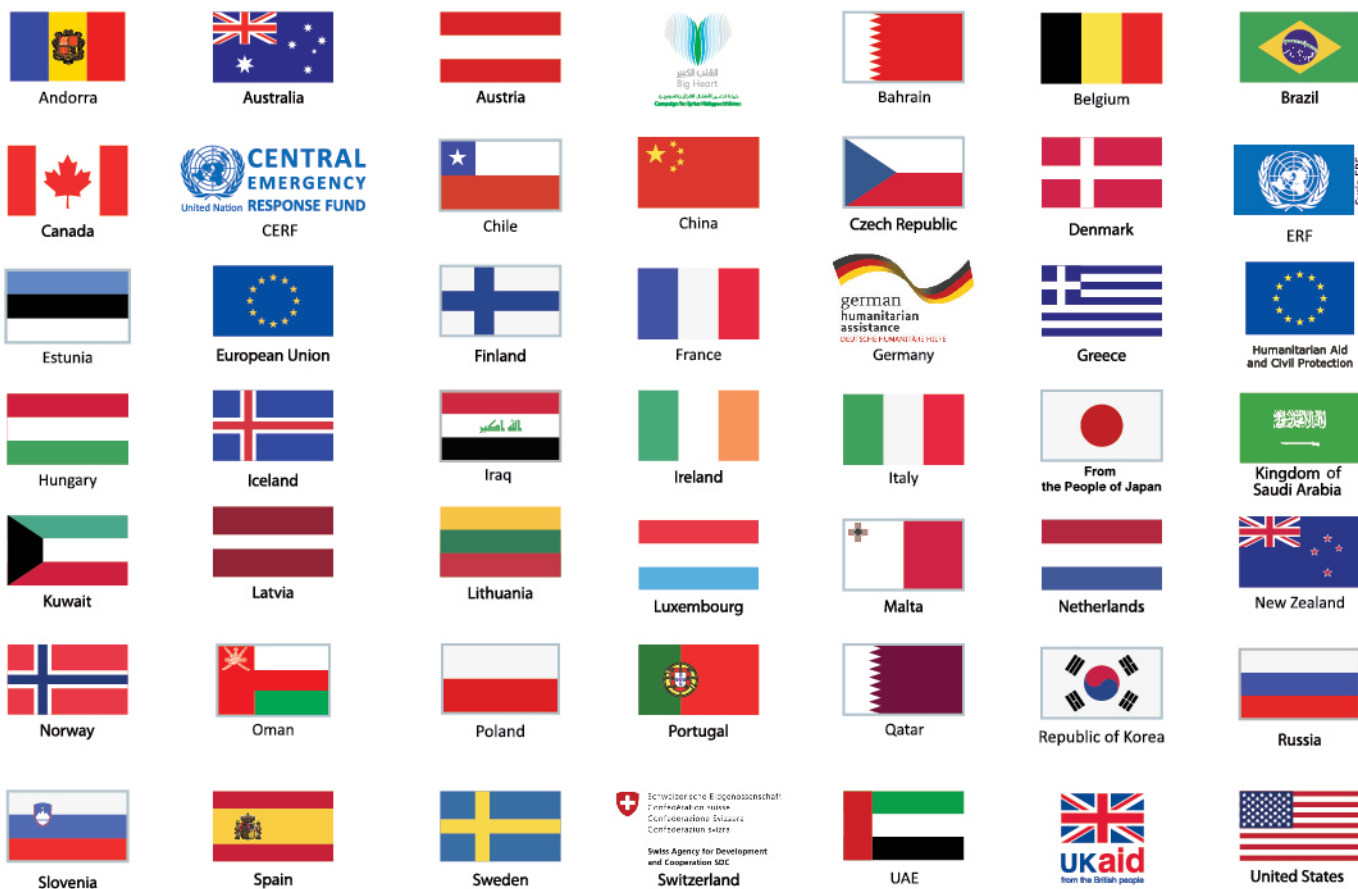 Andorra
Australia
Austria
القلب الكبير
Big Heart
Bahrain
Belgium
Brazil
Canada
United Nation
CENTRAL
EMERGENCY
RESPONSE FUND
CERF
Chile
China
Czech Republic
Denmark
ERF
Estunia
European Union
Finland
France
german
humanitarian
assistance
DEUTSCHE HUMANITÄRE HILFE
Germany
Greece
Humanitarian Aid
and Civil Protection
Hungary
Iceland
الله اكبر
Iraq
Ireland
Italy
From
the People of Japan
Kingdom of
Saudi Arabia
Kuwait
Latvia
Lithuania
Luxembourg
Malta
Netherlands
New Zealand
Norway
Oman
Poland
Portugal
Qatar
Republic of Korea
Russia
Slovenia
Spain
Sweden
Schweizerische Eidgenossenschaft
Confédération suisse
Confederazione Svizzera
Confederaziun svizra
Swiss Agency for Development
and Cooperation SDC
Switzerland
UAE
UKaid
from the British people
United States